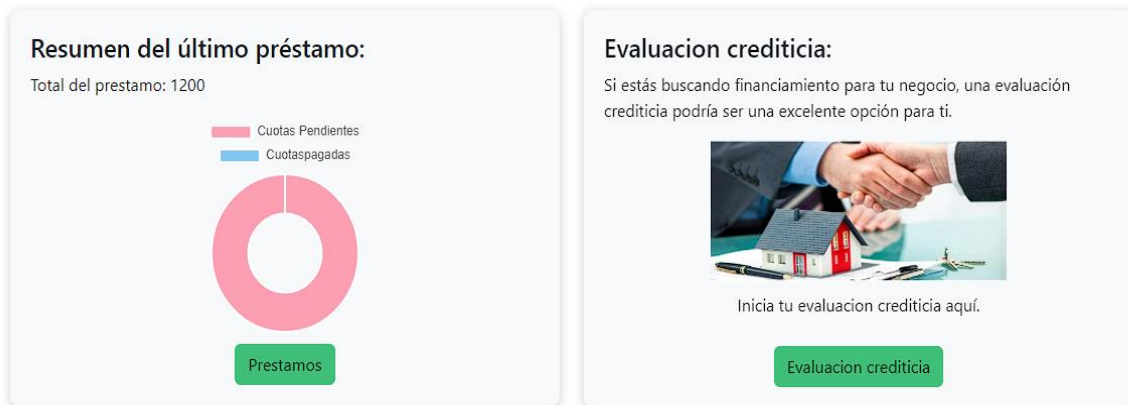 Resumen del último préstamo:
Total del prestamo: 1200
Cuotas Pendientes
Cuotaspagadas
Prestamos
Evaluacion crediticia:
Si estás buscando financiamiento para tu negocio, una evaluación
crediticia podría ser una excelente opción para ti.
Inicia tu evaluacion crediticia aquí.
Evaluacion crediticia